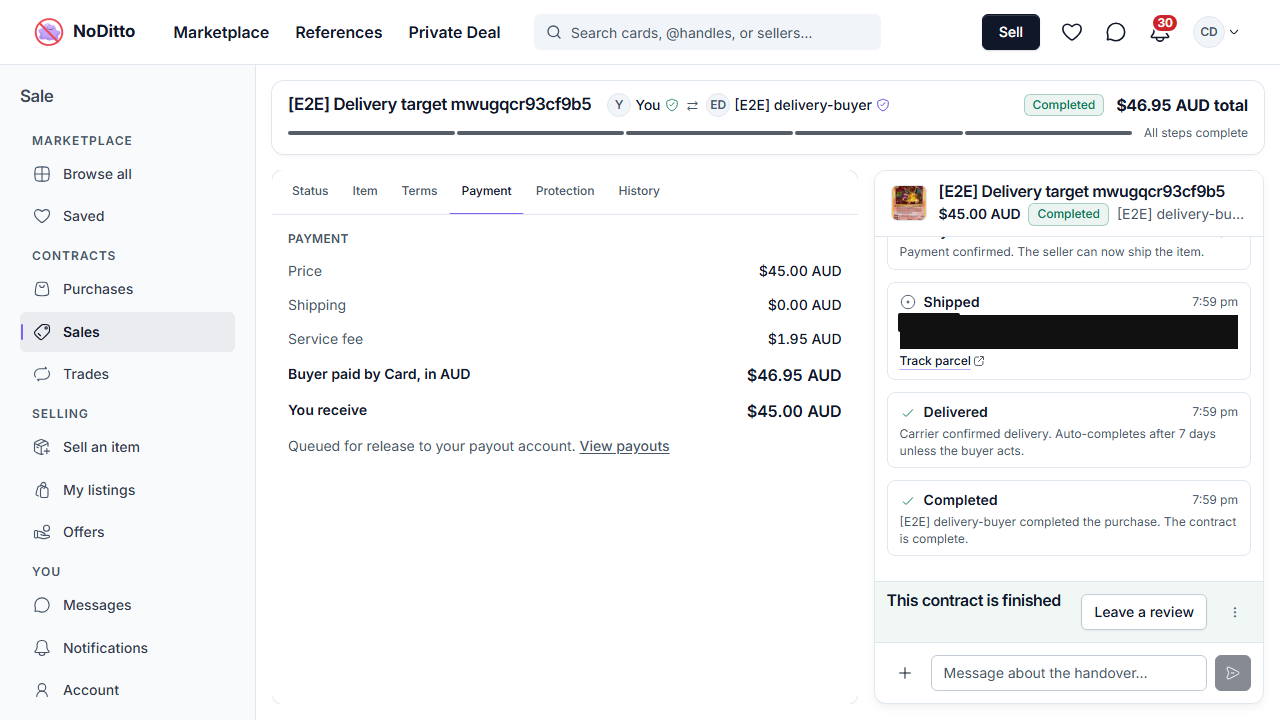 NoDitto
Marketplace
References
Private Deal
Search cards, @handles, or sellers...
Sell
30
CD
Sale
MARKETPLACE
Browse all
Saved
CONTRACTS
Purchases
Sales
Trades
SELLING
Sell an item
My listings
Offers
YOU
Messages
Notifications
Account
[E2E] Delivery target mwugqcr93cf9b5
Y You
ED [E2E] delivery-buyer
Completed
$46.95 AUD total
All steps complete
Status
Item
Terms
Payment
Protection
History
PAYMENT
Price $45.00 AUD
Shipping $0.00 AUD
Service fee $1.95 AUD
Buyer paid by Card, in AUD $46.95 AUD
You receive $45.00 AUD
Queued for release to your payout account. View payouts
[E2E] Delivery target mwugqcr93cf9b5
$45.00 AUD Completed [E2E] delivery-bu...
Payment confirmed. The seller can now ship the item.
Shipped 7:59 pm
Track parcel
Delivered 7:59 pm
Carrier confirmed delivery. Auto-completes after 7 days
unless the buyer acts.
Completed 7:59 pm
[E2E] delivery-buyer completed the purchase. The contract
is complete.
This contract is finished
Leave a review
Message about the handover...